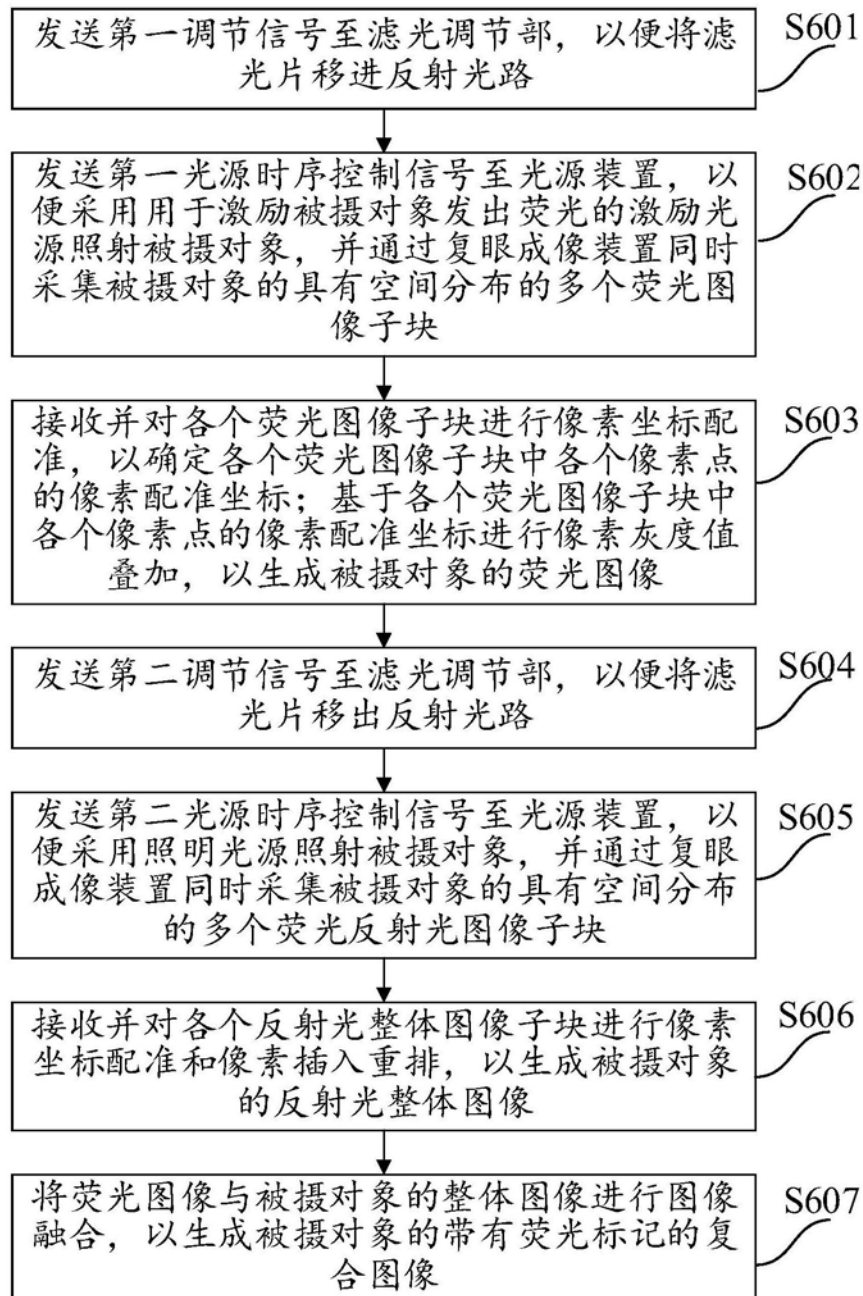 发送第一调节信号至滤光调节部，以便将滤
光片移进反射光路
S601
发送第一光源时序控制信号至光源装置，以
便采用用于激励被摄对象发出荧光的激励光
源照射被摄对象，并通过复眼成像装置同时
采集被摄对象的具有空间分布的多个荧光图
像子块
S602
接收并对各个荧光图像子块进行像素坐标配
准，以确定各个荧光图像子块中各个像素点
的像素配准坐标；基于各个荧光图像子块中
各个像素点的像素配准坐标进行像素灰度值
叠加，以生成被摄对象的荧光图像
S603
发送第二调节信号至滤光调节部，以便将滤
光片移出反射光路
S604
发送第二光源时序控制信号至光源装置，以
便采用照明光源照射被摄对象，并通过复眼
成像装置同时采集被摄对象的具有空间分布
的多个荧光反射光图像子块
S605
接收并对各个反射光整体图像子块进行像素
坐标配准和像素插入重排，以生成被摄对象
的反射光整体图像
S606
将荧光图像与被摄对象的整体图像进行图像
融合，以生成被摄对象的带有荧光标记的复
合图像
S607